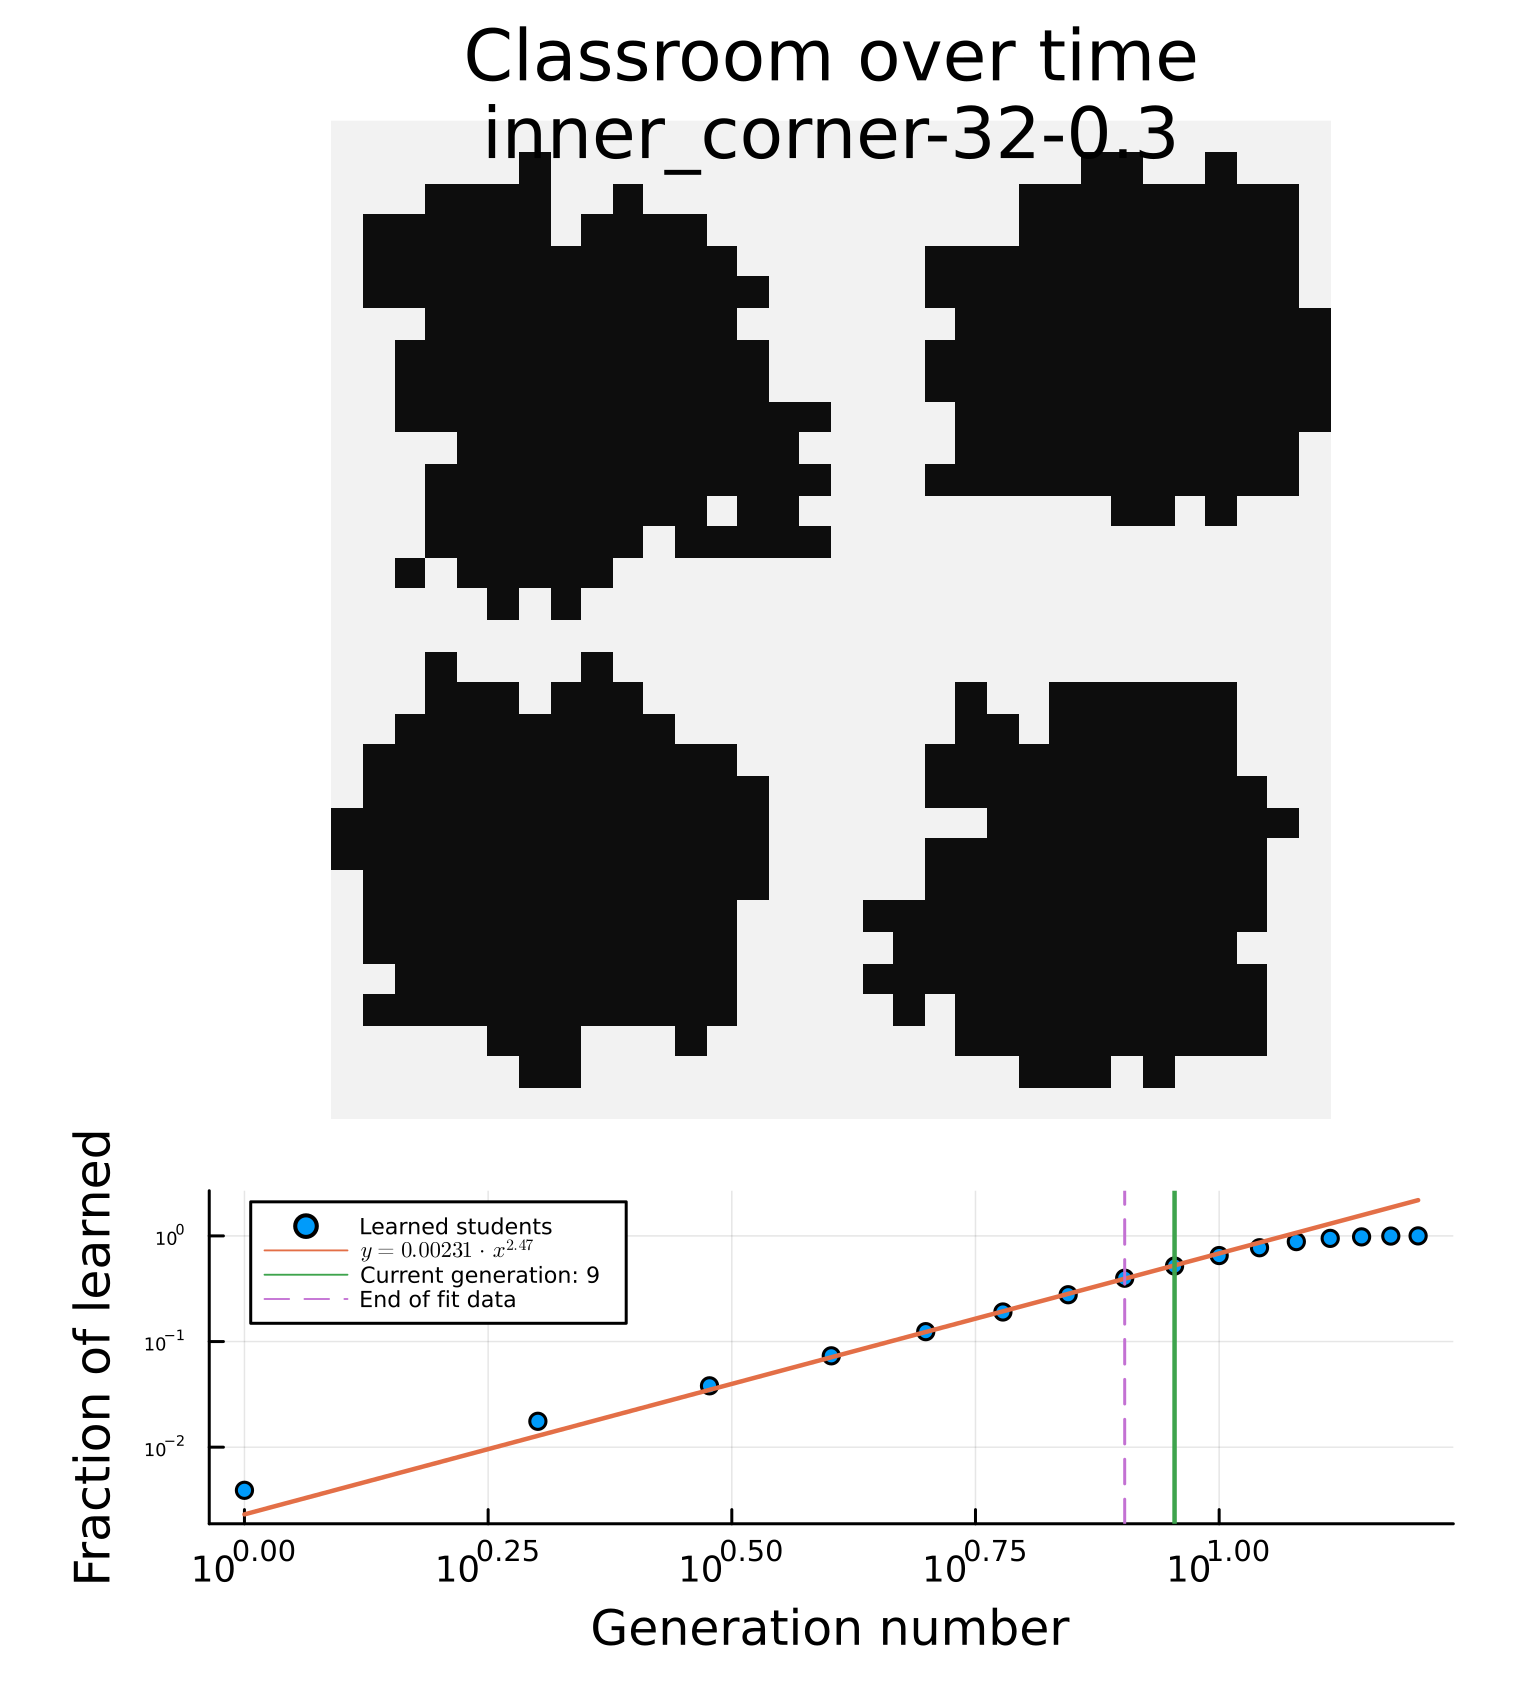 Classroom over time
inner_corner-32-0.3
Fraction of learned
10⁰
10⁻¹
10⁻²
Learned students
y = 0.00231 · x^2.47
Current generation: 9
End of fit data
10^0.00 10^0.25 10^0.50 10^0.75 10^1.00
Generation number